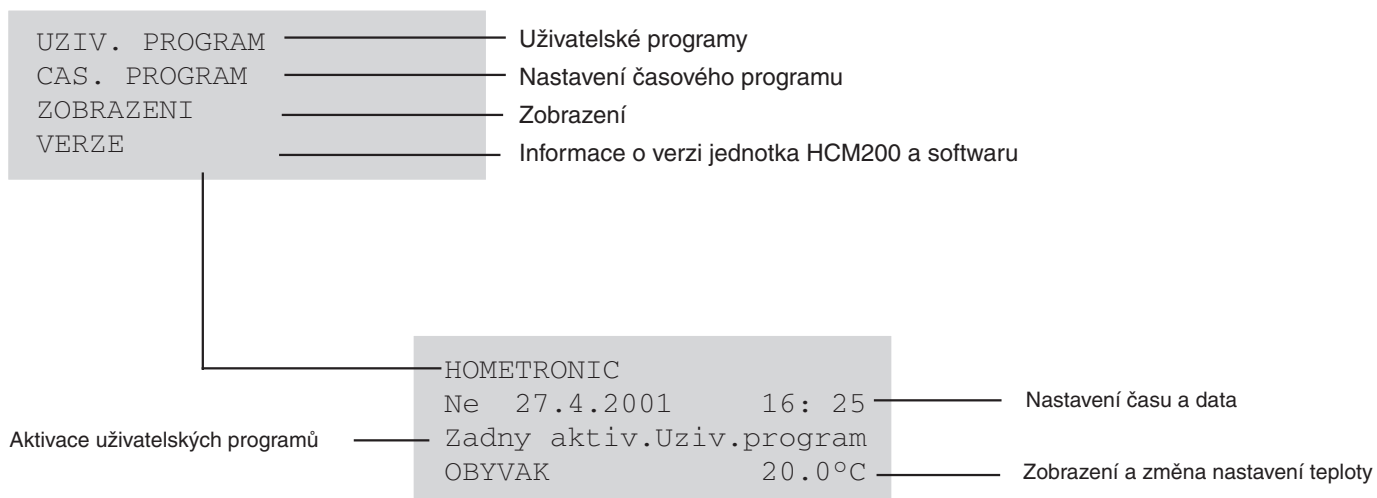 UZIV. PROGRAM
Uživatelské programy
CAS. PROGRAM
Nastavení časového programu
ZOBRAZENI
Zobrazení
VERZE
Informace o verzi jednotka HCM200 a softwaru
HOMETRONIC
Ne 27.4.2001 16: 25
Nastavení času a data
Aktivace uživatelských programů
Zadny aktiv.Uziv.program
OBYVAK 20.0ºC
Zobrazení a změna nastavení teploty